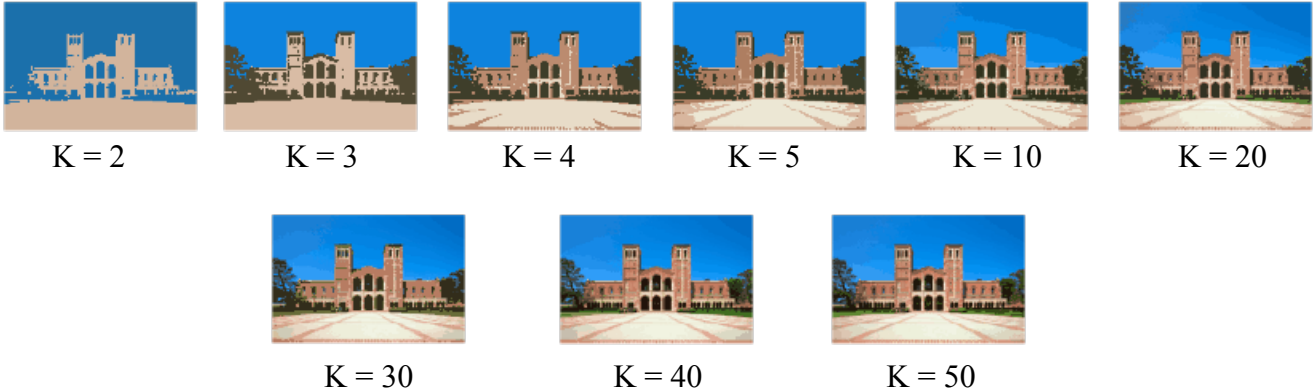 K = 2 K = 3 K = 4 K = 5 K = 10 K = 20
K = 30 K = 40 K = 50